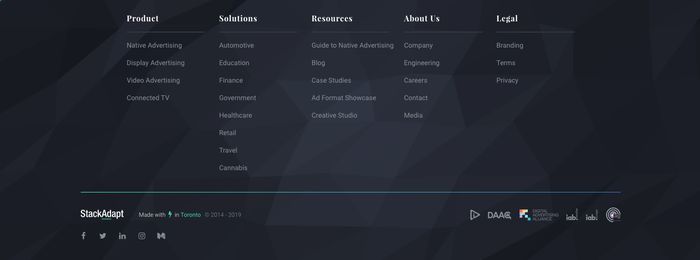 Product
Native Advertising
Display Advertising
Video Advertising
Connected TV
Solutions
Automotive
Education
Finance
Government
Healthcare
Retail
Travel
Cannabis
Resources
Guide to Native Advertising
Blog
Case Studies
Ad Format Showcase
Creative Studio
About Us
Company
Engineering
Careers
Contact
Media
Legal
Branding
Terms
Privacy
StackAdapt
Made with in Toronto © 2014 - 2019
DAAC
DIGITAL
ADVERTISING
ALLIANCE
iab.
iab.